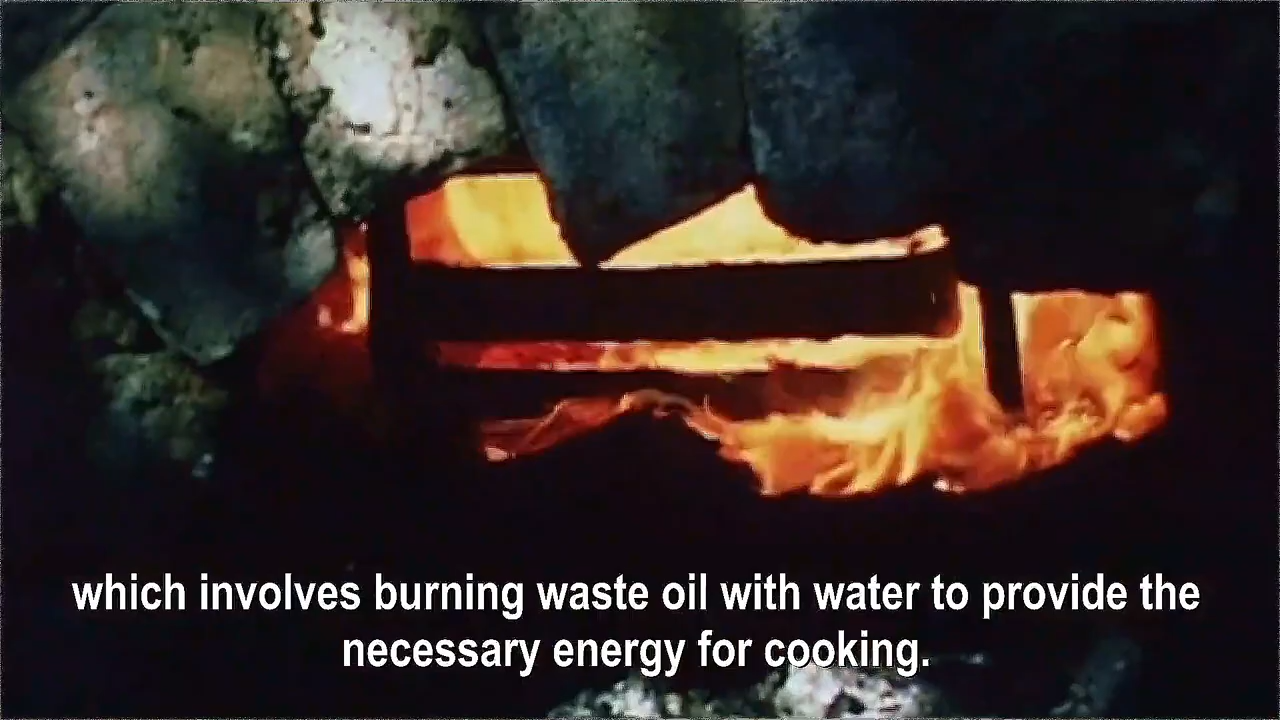 which involves burning waste oil with water to provide the
necessary energy for cooking.